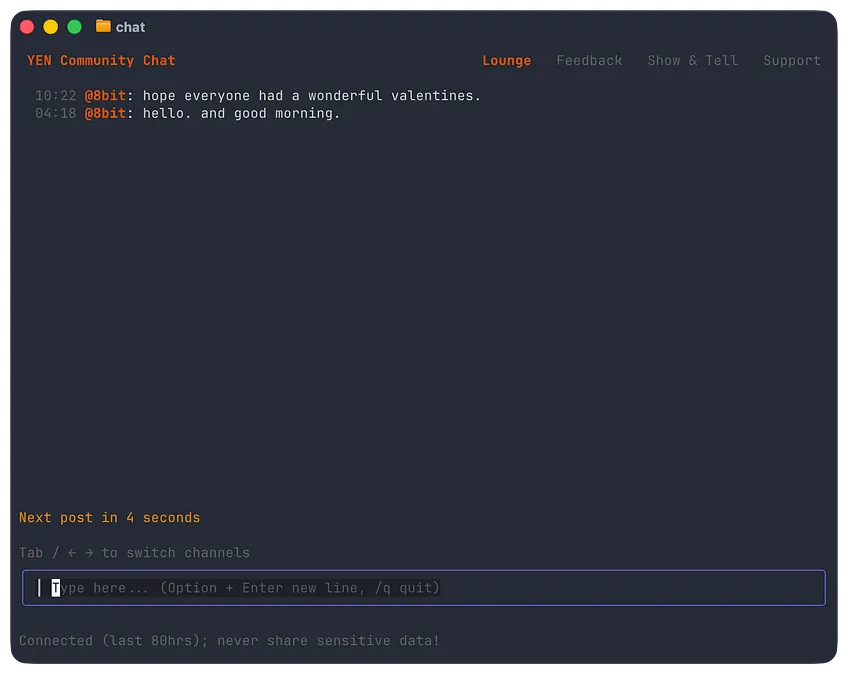 chat
YEN Community Chat Lounge Feedback Show & Tell Support
10:22 @8bit: hope everyone had a wonderful valentines.
04:18 @8bit: hello. and good morning.
Next post in 4 seconds
Tab / ← → to switch channels
Type here... (Option + Enter new line, /q quit)
Connected (last 80hrs); never share sensitive data!